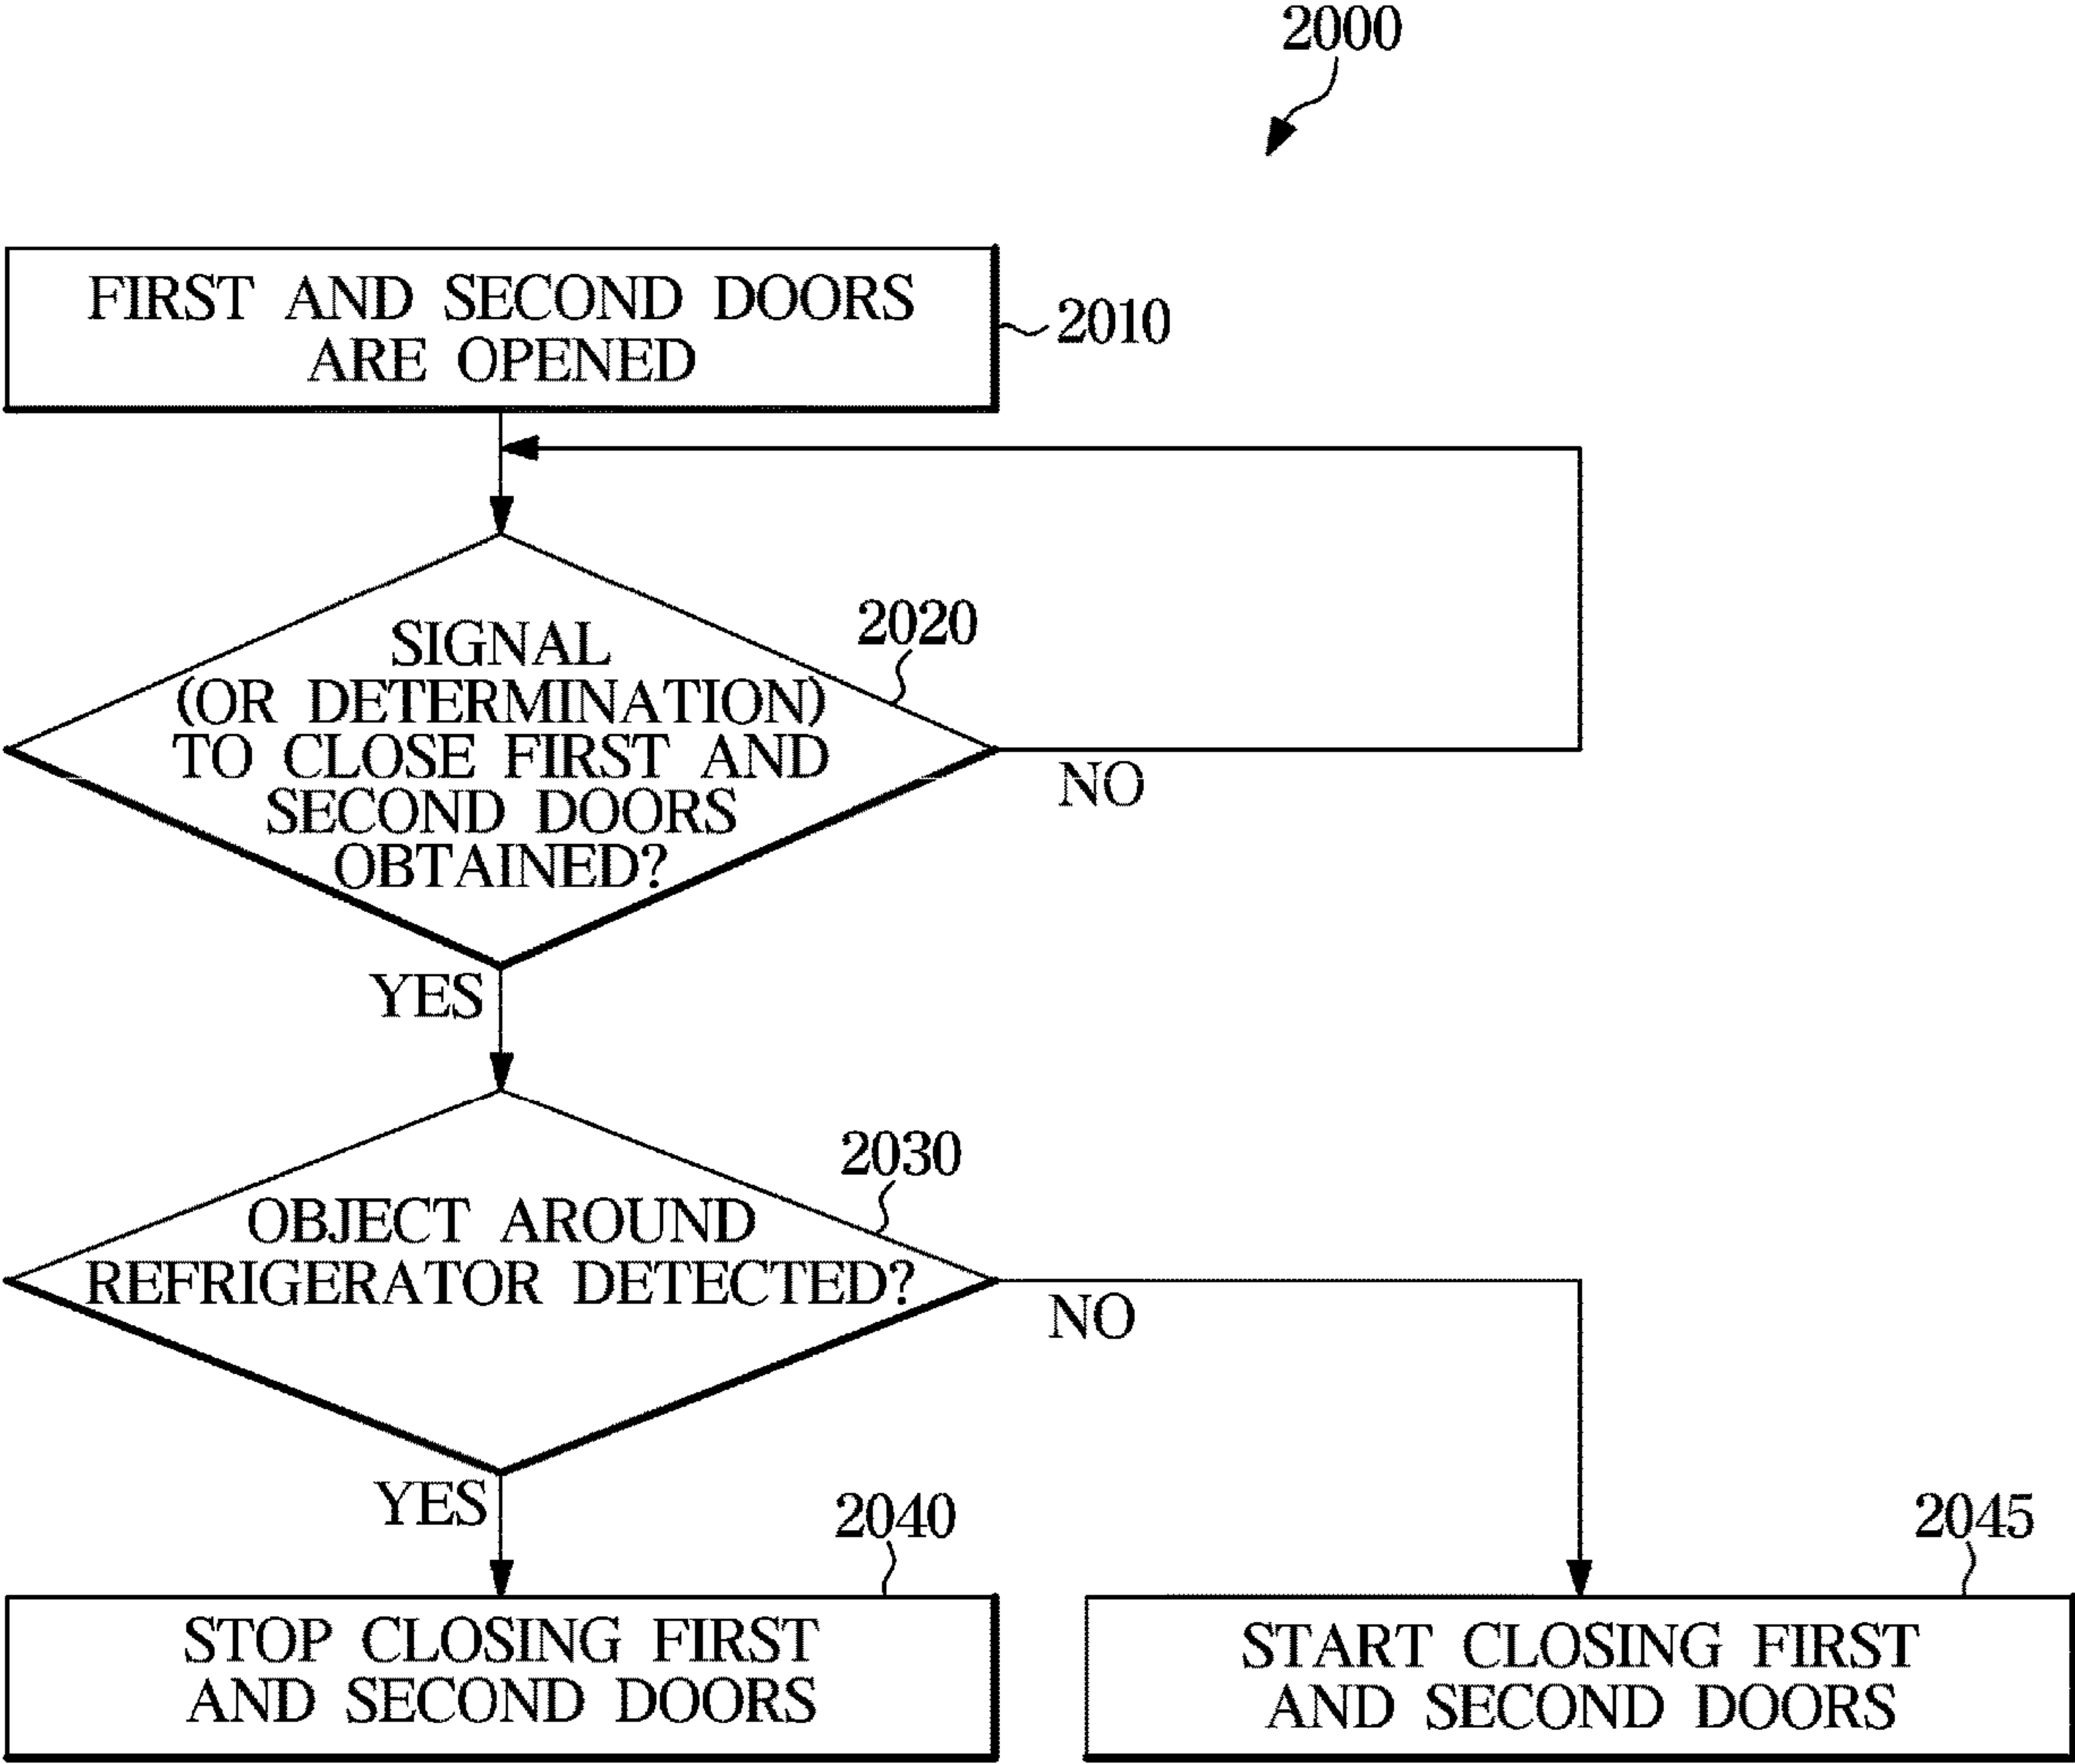 2000
FIRST AND SECOND DOORS
ARE OPENED
2010
2020
SIGNAL
(OR DETERMINATION)
TO CLOSE FIRST AND
SECOND DOORS
OBTAINED?
NO
YES
2030
OBJECT AROUND
REFRIGERATOR DETECTED?
NO
YES
2040
STOP CLOSING FIRST
AND SECOND DOORS
2045
START CLOSING FIRST
AND SECOND DOORS